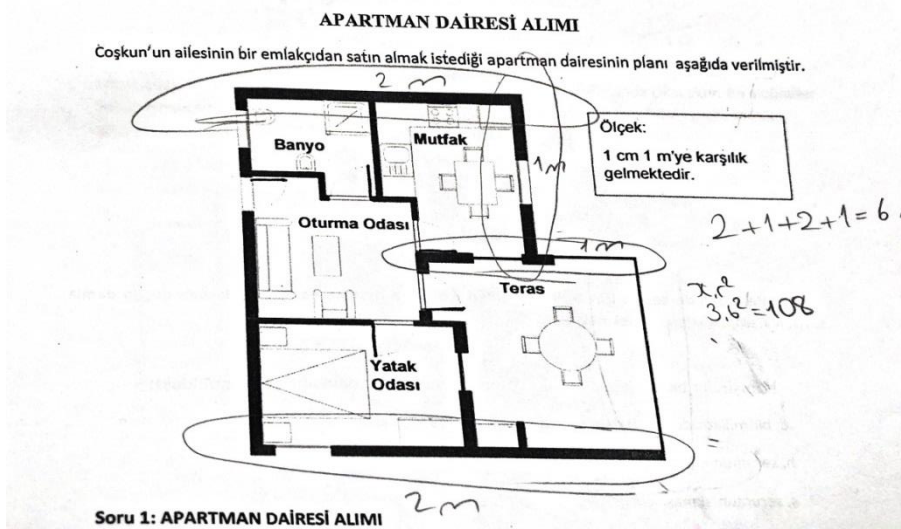 APARTMAN DAİRESİ ALIMI
Coşkun'un ailesinin bir emlakçıdan satın almak istediği apartman dairesinin planı aşağıda verilmiştir.
2 m
Ölçek:
1 cm 1 m'ye karşılık
gelmektedir.
Banyo
Mutfak
1m
Oturma Odası
2+1+2+1=6
1m
Teras
3,6²=108
Yatak
Odası
=
2 m
Soru 1: APARTMAN DAİRESİ ALIMI